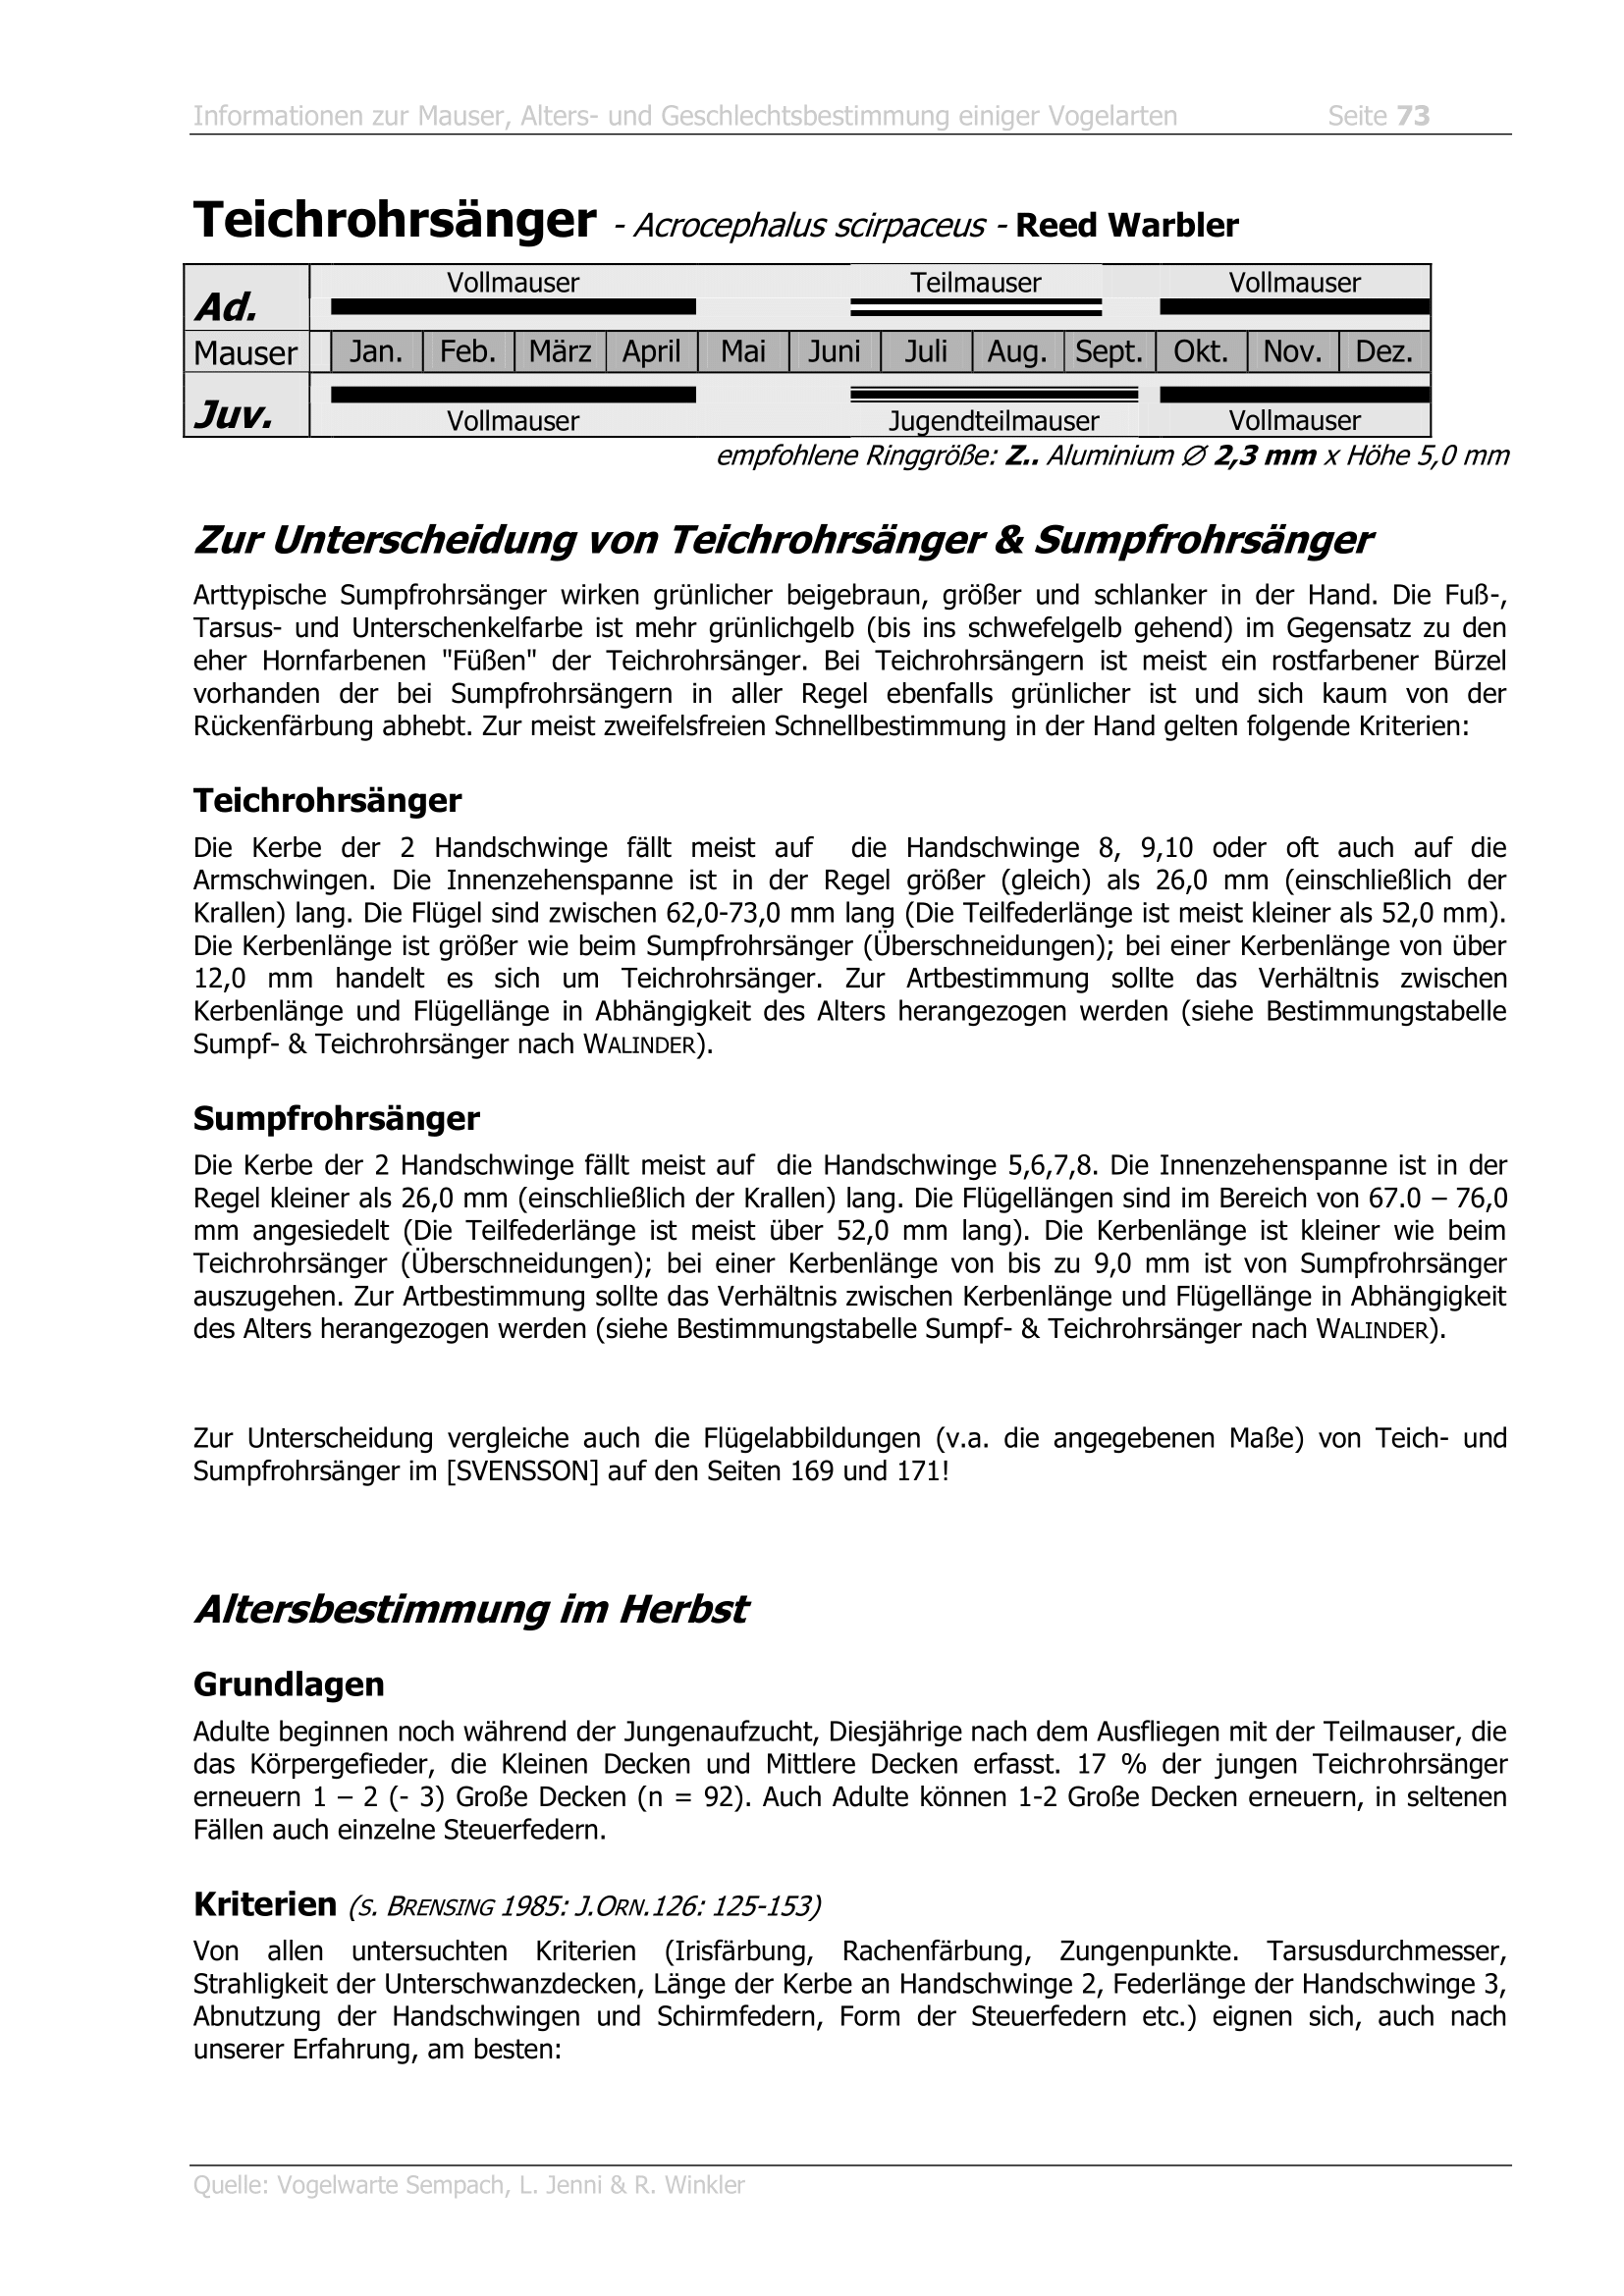 Informationen zur Mauser, Alters- und Geschlechtsbestimmung einiger Vogelarten Seite 73
Teichrohrsänger - Acrocephalus scirpaceus - Reed Warbler
Vollmauser Teilmauser Vollmauser
Ad.
Mauser Jan. Feb. März April Mai Juni Juli Aug. Sept. Okt. Nov. Dez.
Juv.
Vollmauser Jugendteilmauser Vollmauser
empfohlene Ringgröße: Z.. Aluminium ∅ 2,3 mm x Höhe 5,0 mm
Zur Unterscheidung von Teichrohrsänger & Sumpfrohrsänger
Arttypische Sumpfrohrsänger wirken grünlicher beigebraun, größer und schlanker in der Hand. Die Fuß-,
Tarsus- und Unterschenkelfarbe ist mehr grünlichgelb (bis ins schwefelgelb gehend) im Gegensatz zu den
eher Hornfarbenen "Füßen" der Teichrohrsänger. Bei Teichrohrsängern ist meist ein rostfarbener Bürzel
vorhanden der bei Sumpfrohrsängern in aller Regel ebenfalls grünlicher ist und sich kaum von der
Rückenfärbung abhebt. Zur meist zweifelsfreien Schnellbestimmung in der Hand gelten folgende Kriterien:
Teichrohrsänger
Die Kerbe der 2 Handschwinge fällt meist auf die Handschwinge 8, 9,10 oder oft auch auf die
Armschwingen. Die Innenzehenspanne ist in der Regel größer (gleich) als 26,0 mm (einschließlich der
Krallen) lang. Die Flügel sind zwischen 62,0-73,0 mm lang (Die Teilfederlänge ist meist kleiner als 52,0 mm).
Die Kerbenlänge ist größer wie beim Sumpfrohrsänger (Überschneidungen); bei einer Kerbenlänge von über
12,0 mm handelt es sich um Teichrohrsänger. Zur Artbestimmung sollte das Verhältnis zwischen
Kerbenlänge und Flügellänge in Abhängigkeit des Alters herangezogen werden (siehe Bestimmungstabelle
Sumpf- & Teichrohrsänger nach WALINDER).
Sumpfrohrsänger
Die Kerbe der 2 Handschwinge fällt meist auf die Handschwinge 5,6,7,8. Die Innenzehenspanne ist in der
Regel kleiner als 26,0 mm (einschließlich der Krallen) lang. Die Flügellängen sind im Bereich von 67.0 – 76,0
mm angesiedelt (Die Teilfederlänge ist meist über 52,0 mm lang). Die Kerbenlänge ist kleiner wie beim
Teichrohrsänger (Überschneidungen); bei einer Kerbenlänge von bis zu 9,0 mm ist von Sumpfrohrsänger
auszugehen. Zur Artbestimmung sollte das Verhältnis zwischen Kerbenlänge und Flügellänge in Abhängigkeit
des Alters herangezogen werden (siehe Bestimmungstabelle Sumpf- & Teichrohrsänger nach WALINDER).
Zur Unterscheidung vergleiche auch die Flügelabbildungen (v.a. die angegebenen Maße) von Teich- und
Sumpfrohrsänger im [SVENSSON] auf den Seiten 169 und 171!
Altersbestimmung im Herbst
Grundlagen
Adulte beginnen noch während der Jungenaufzucht, Diesjährige nach dem Ausfliegen mit der Teilmauser, die
das Körpergefieder, die Kleinen Decken und Mittlere Decken erfasst. 17 % der jungen Teichrohrsänger
erneuern 1 – 2 (- 3) Große Decken (n = 92). Auch Adulte können 1-2 Große Decken erneuern, in seltenen
Fällen auch einzelne Steuerfedern.
Kriterien (S. BRENSING 1985: J.ORN.126: 125-153)
Von allen untersuchten Kriterien (Irisfärbung, Rachenfärbung, Zungenpunkte. Tarsusdurchmesser,
Strahligkeit der Unterschwanzdecken, Länge der Kerbe an Handschwinge 2, Federlänge der Handschwinge 3,
Abnutzung der Handschwingen und Schirmfedern, Form der Steuerfedern etc.) eignen sich, auch nach
unserer Erfahrung, am besten:
Quelle: Vogelwarte Sempach, L. Jenni & R. Winkler